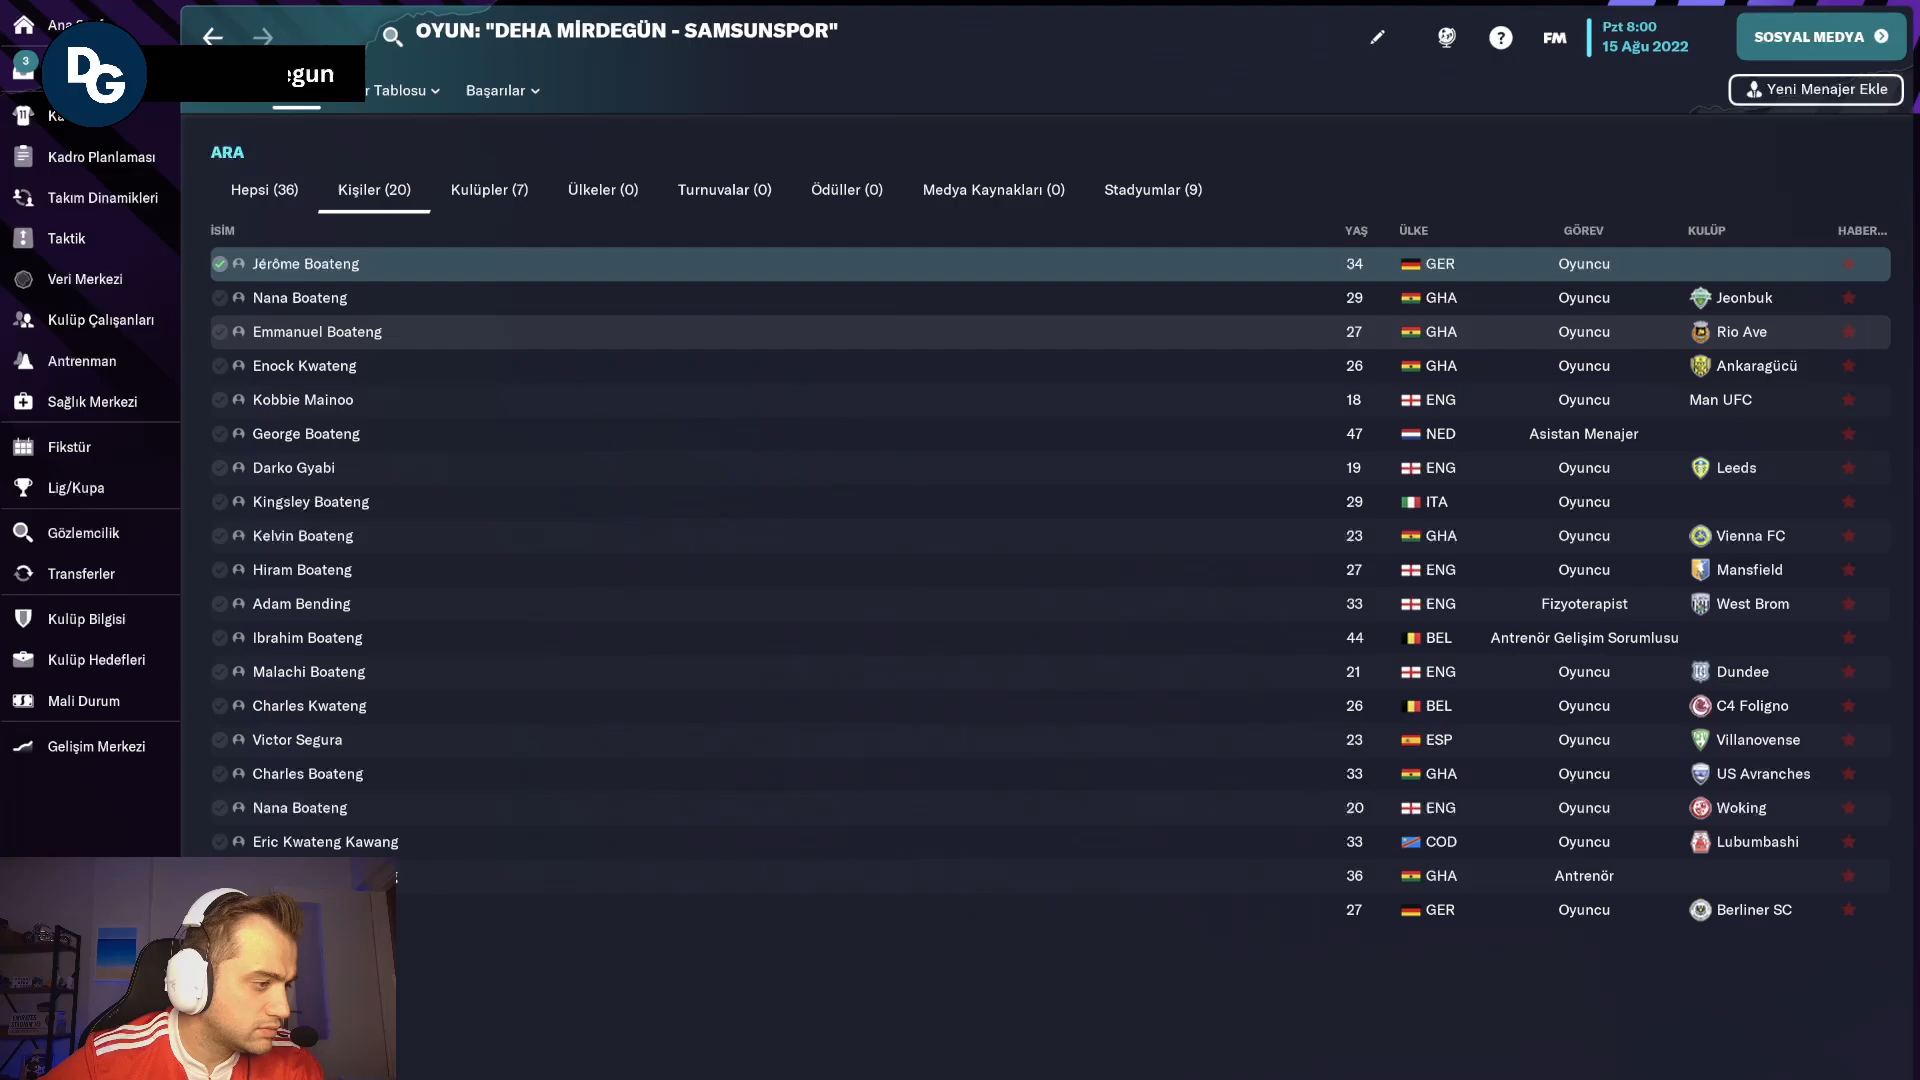 OYUN: "DEHA MİRDEGÜN - SAMSUNSPOR"
FM
Pzt 8:00
15 Ağu 2022
SOSYAL MEDYA
3
DG
egun
Tablosu
Başarılar
Yeni Menajer Ekle
Kadro Planlaması
Takım Dinamikleri
Taktik
Veri Merkezi
Kulüp Çalışanları
Antrenman
Sağlık Merkezi
Fikstür
Lig/Kupa
Gözlemcilik
Transferler
Kulüp Bilgisi
Kulüp Hedefleri
Mali Durum
Gelişim Merkezi
ARA
Hepsi (36) Kişiler (20) Kulüpler (7) Ülkeler (0) Turnuvalar (0) Ödüller (0) Medya Kaynakları (0) Stadyumlar (9)
İSİM YAŞ ÜLKE GÖREV KULÜP HABER...
Jérôme Boateng 34 GER Oyuncu
Nana Boateng 29 GHA Oyuncu Jeonbuk
Emmanuel Boateng 27 GHA Oyuncu Rio Ave
Enock Kwateng 26 GHA Oyuncu Ankaragücü
Kobbie Mainoo 18 ENG Oyuncu Man UFC
George Boateng 47 NED Asistan Menajer
Darko Gyabi 19 ENG Oyuncu Leeds
Kingsley Boateng 29 ITA Oyuncu
Kelvin Boateng 23 GHA Oyuncu Vienna FC
Hiram Boateng 27 ENG Oyuncu Mansfield
Adam Bending 33 ENG Fizyoterapist West Brom
Ibrahim Boateng 44 BEL Antrenör Gelişim Sorumlusu
Malachi Boateng 21 ENG Oyuncu Dundee
Charles Kwateng 26 BEL Oyuncu C4 Foligno
Victor Segura 23 ESP Oyuncu Villanovense
Charles Boateng 33 GHA Oyuncu US Avranches
Nana Boateng 20 ENG Oyuncu Woking
Eric Kwateng Kawang 33 COD Oyuncu Lubumbashi
36 GHA Antrenör
27 GER Oyuncu Berliner SC